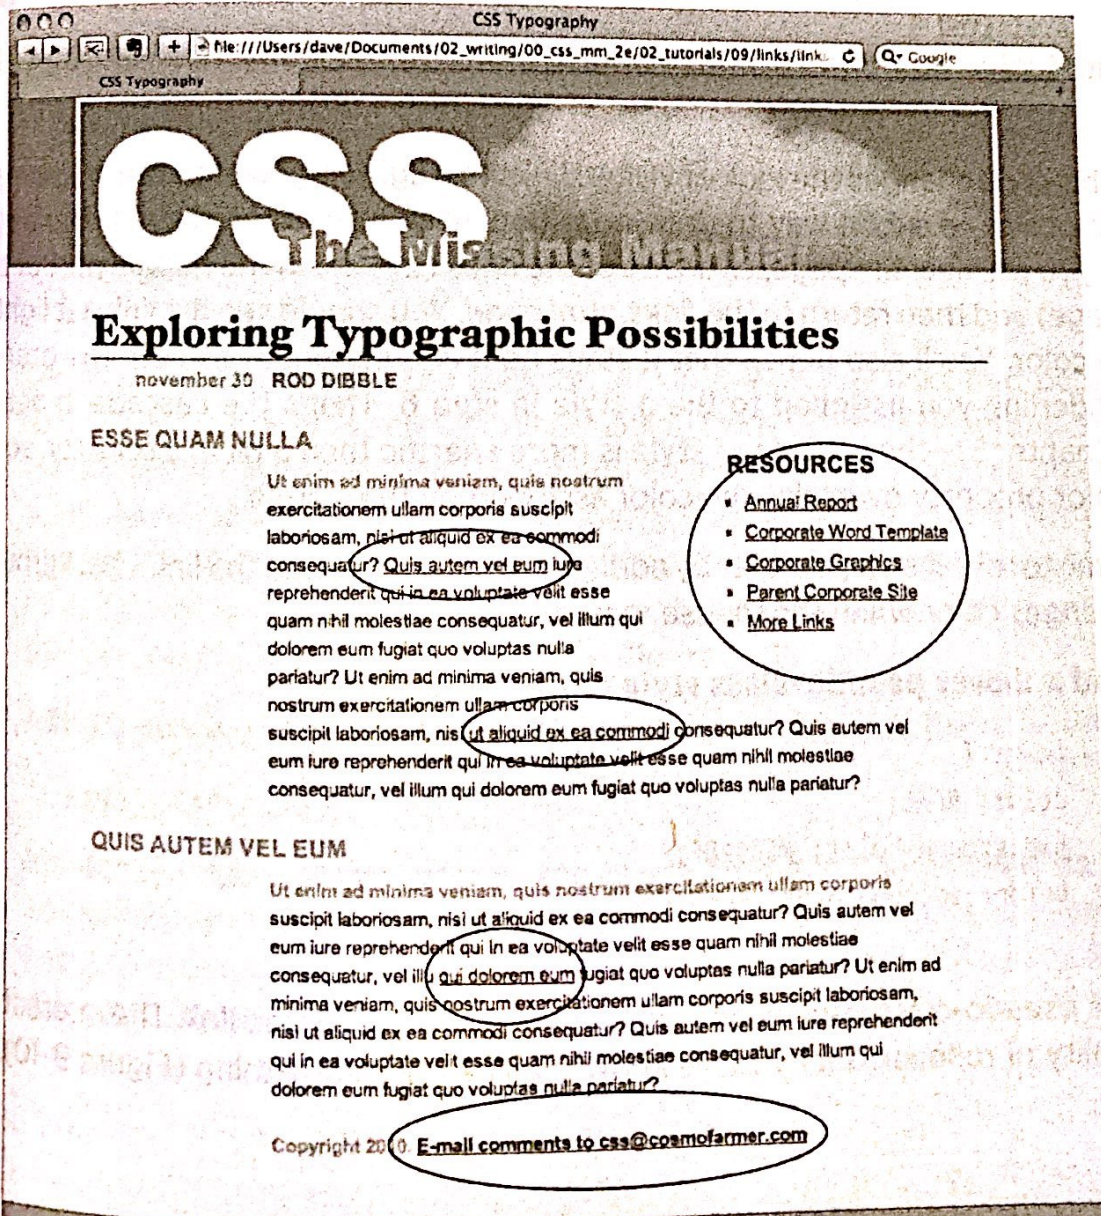 CSS Typography
file:///Users/dave/Documents/02_writing/00_css_mm_2e/02_tutorials/09/links/link
Google
CSS Typography
CSS
The Missing Manual
Exploring Typographic Possibilities
november 30 ROD DIBBLE
ESSE QUAM NULLA
Ut enim ad minima veniam, quis nostrum
exercitationem ullam corporis suscipit
laboriosam, nisi ut aliquid ex ea commodi
consequatur? Quis autem vel eum iure
reprehenderit qui in ea voluptate velit esse
quam nihil molestiae consequatur, vel illum qui
dolorem eum fugiat quo voluptas nulla
pariatur? Ut enim ad minima veniam, quis
nostrum exercitationem ullam corporis
suscipit laboriosam, nisi ut aliquid ex ea commodi consequatur? Quis autem vel
eum iure reprehenderit qui in ea voluptate velit esse quam nihil molestiae
consequatur, vel illum qui dolorem eum fugiat quo voluptas nulla pariatur?
RESOURCES
Annual Report
Corporate Word Template
Corporate Graphics
Parent Corporate Site
More Links
QUIS AUTEM VEL EUM
Ut enim ad minima veniam, quis nostrum exercitationem ullam corporis
suscipit laboriosam, nisi ut aliquid ex ea commodi consequatur? Quis autem vel
eum iure reprehenderit qui in ea voluptate velit esse quam nihil molestiae
consequatur, vel illu qui dolorem eum fugiat quo voluptas nulla pariatur? Ut enim ad
minima veniam, quis nostrum exercitationem ullam corporis suscipit laboriosam,
nisi ut aliquid ex ea commodi consequatur? Quis autem vel eum iure reprehenderit
qui in ea voluptate velit esse quam nihil molestiae consequatur, vel illum qui
dolorem eum fugiat quo voluptas nulla pariatur?
Copyright 2010. E-mail comments to css@cosmofarmer.com